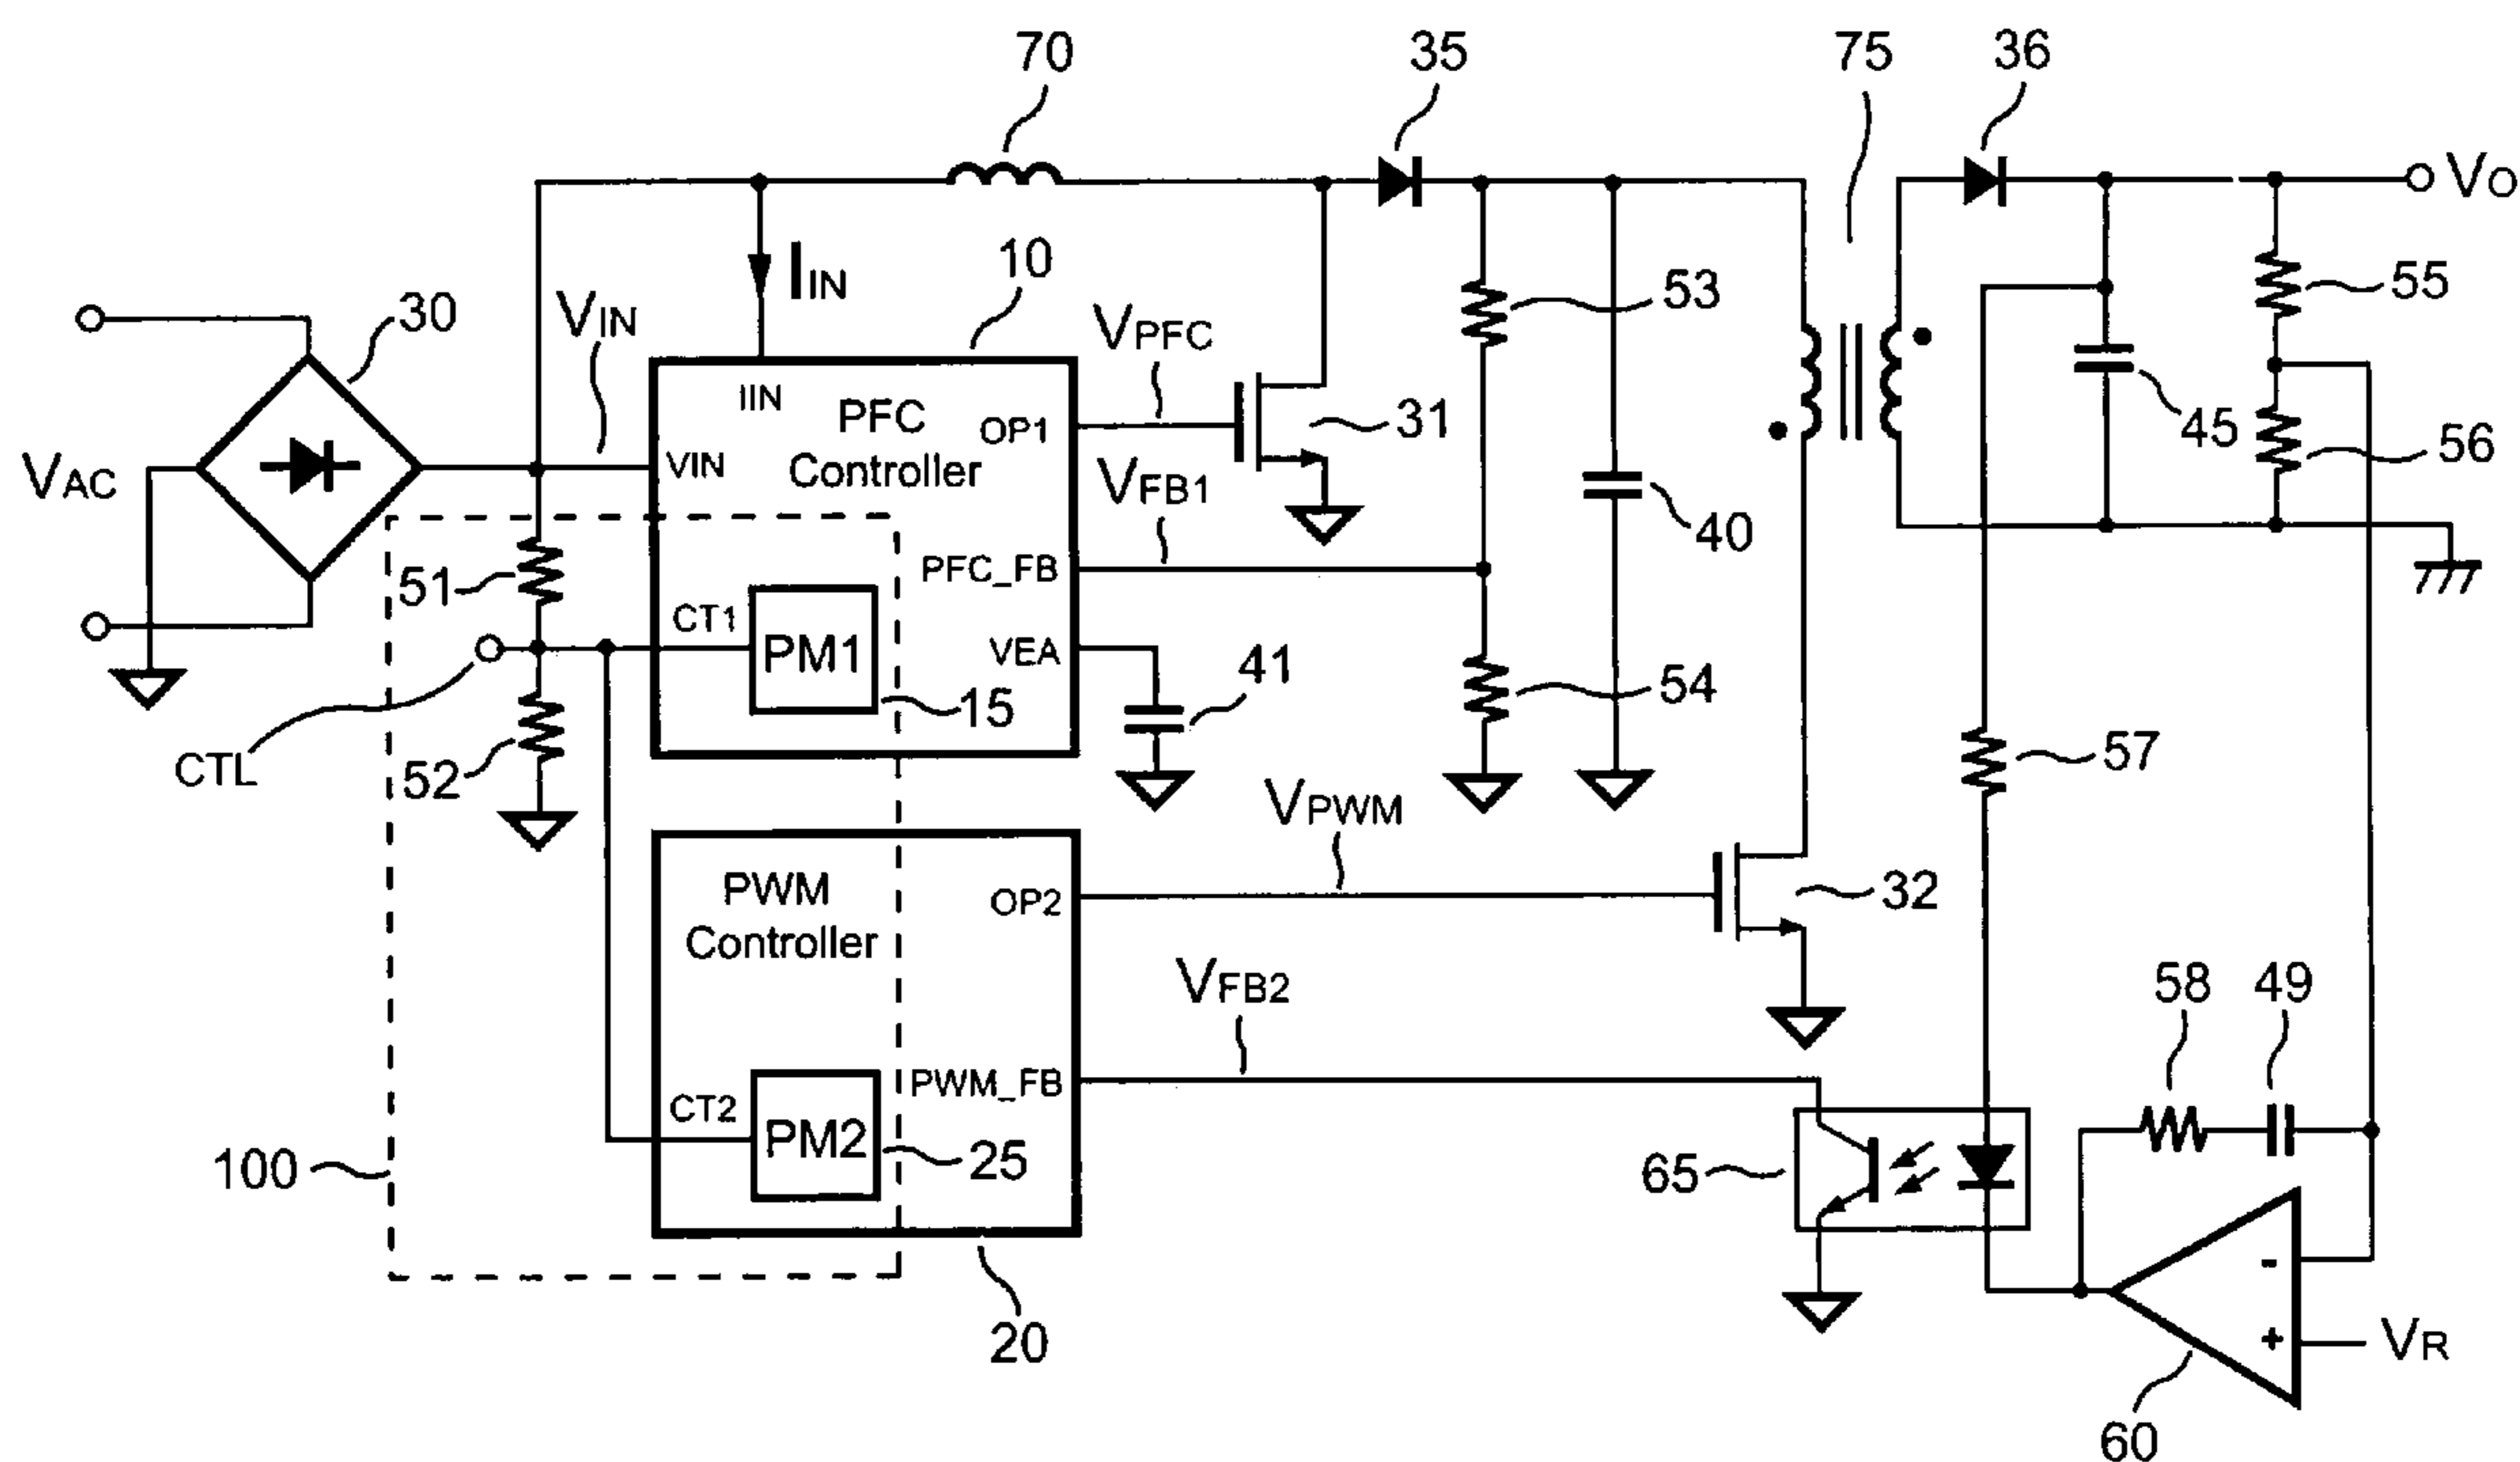 70
35
75
36
VO
IIN
10
53
55
30
VIN
VPFC
IIN
PFC
Controller
OP1
31
45
56
VAC
VIN
VFB1
40
51
PFC_FB
CT1
PM1
VEA
41
54
15
CTL
52
57
VPWM
PWM
Controller
OP2
32
VFB2
58
49
CT2
PM2
PWM_FB
100
25
65
-
+
VR
20
60